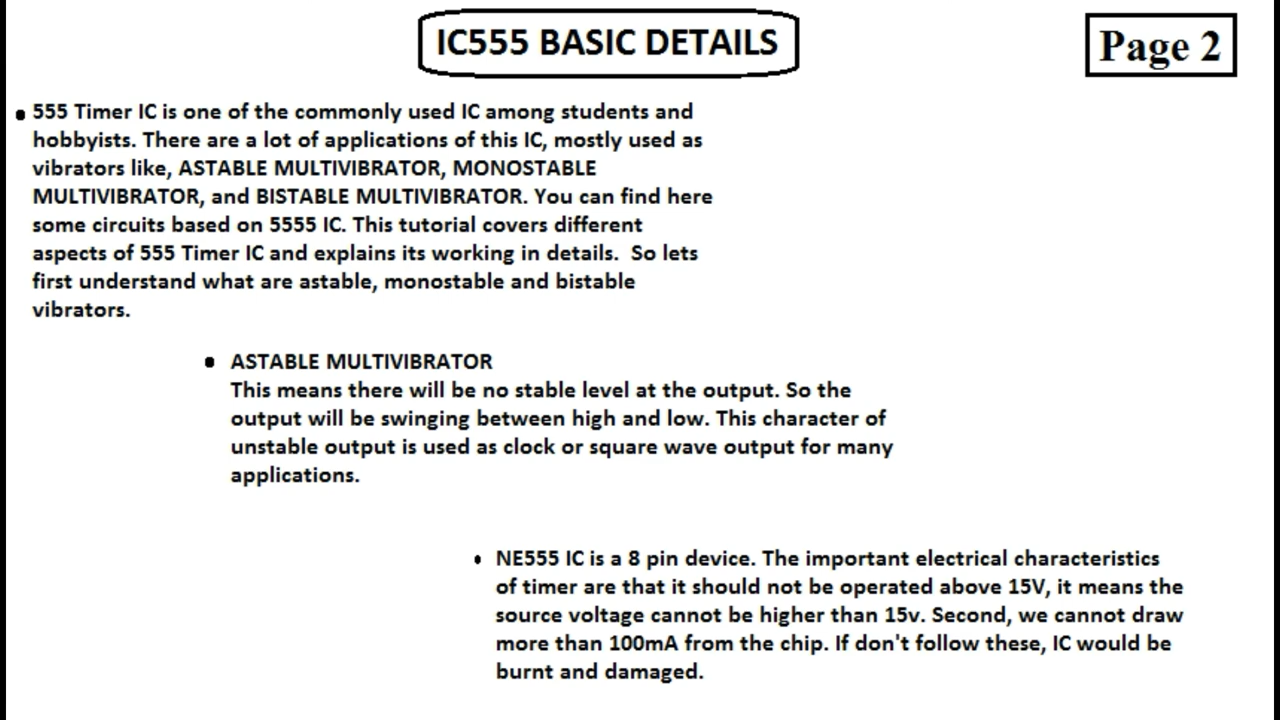 IC555 BASIC DETAILS
Page 2
• 555 Timer IC is one of the commonly used IC among students and
hobbyists. There are a lot of applications of this IC, mostly used as
vibrators like, ASTABLE MULTIVIBRATOR, MONOSTABLE
MULTIVIBRATOR, and BISTABLE MULTIVIBRATOR. You can find here
some circuits based on 5555 IC. This tutorial covers different
aspects of 555 Timer IC and explains its working in details.  So lets
first understand what are astable, monostable and bistable
vibrators.
• ASTABLE MULTIVIBRATOR
This means there will be no stable level at the output. So the
output will be swinging between high and low. This character of
unstable output is used as clock or square wave output for many
applications.
• NE555 IC is a 8 pin device. The important electrical characteristics
of timer are that it should not be operated above 15V, it means the
source voltage cannot be higher than 15v. Second, we cannot draw
more than 100mA from the chip. If don't follow these, IC would be
burnt and damaged.